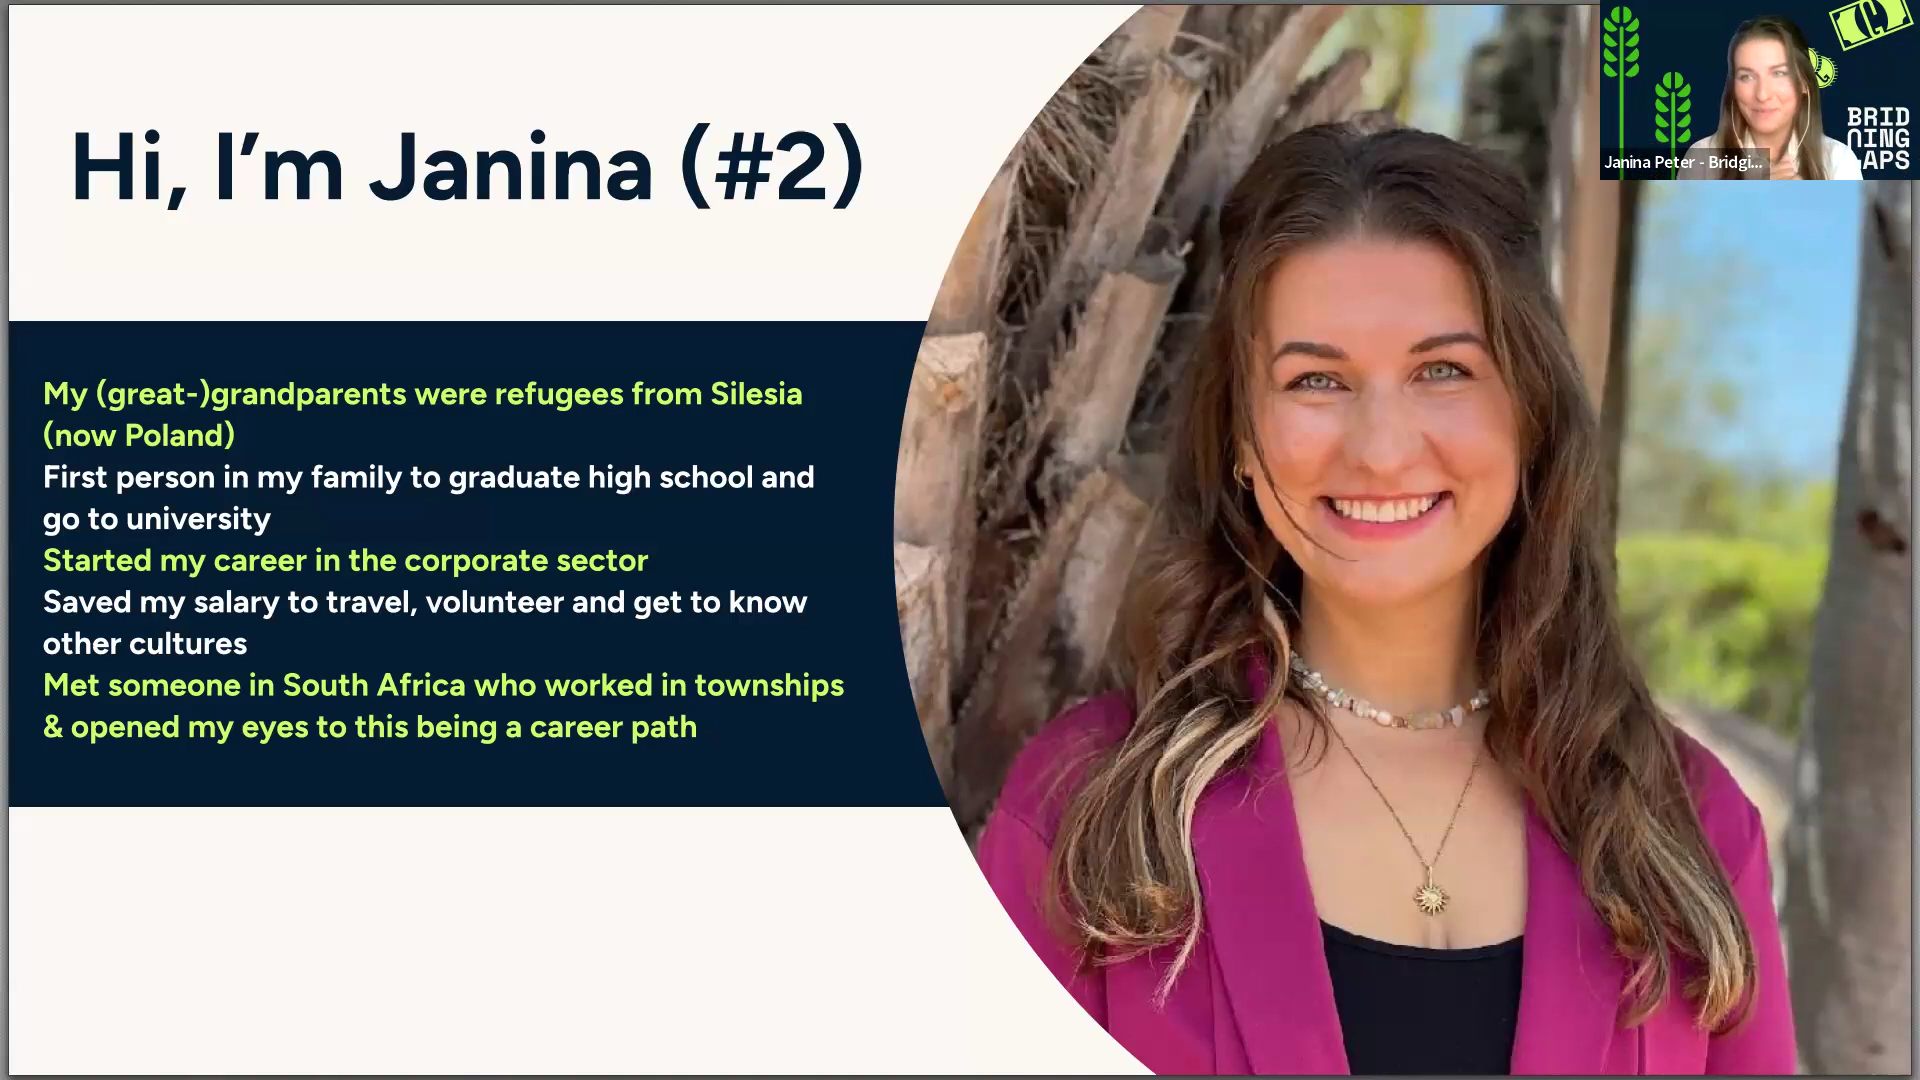 Hi, I’m Janina (#2)
My (great-)grandparents were refugees from Silesia
(now Poland)
First person in my family to graduate high school and
go to university
Started my career in the corporate sector
Saved my salary to travel, volunteer and get to know
other cultures
Met someone in South Africa who worked in townships
& opened my eyes to this being a career path
Janina Peter - Bridgi...
BRID
GING
GAPS